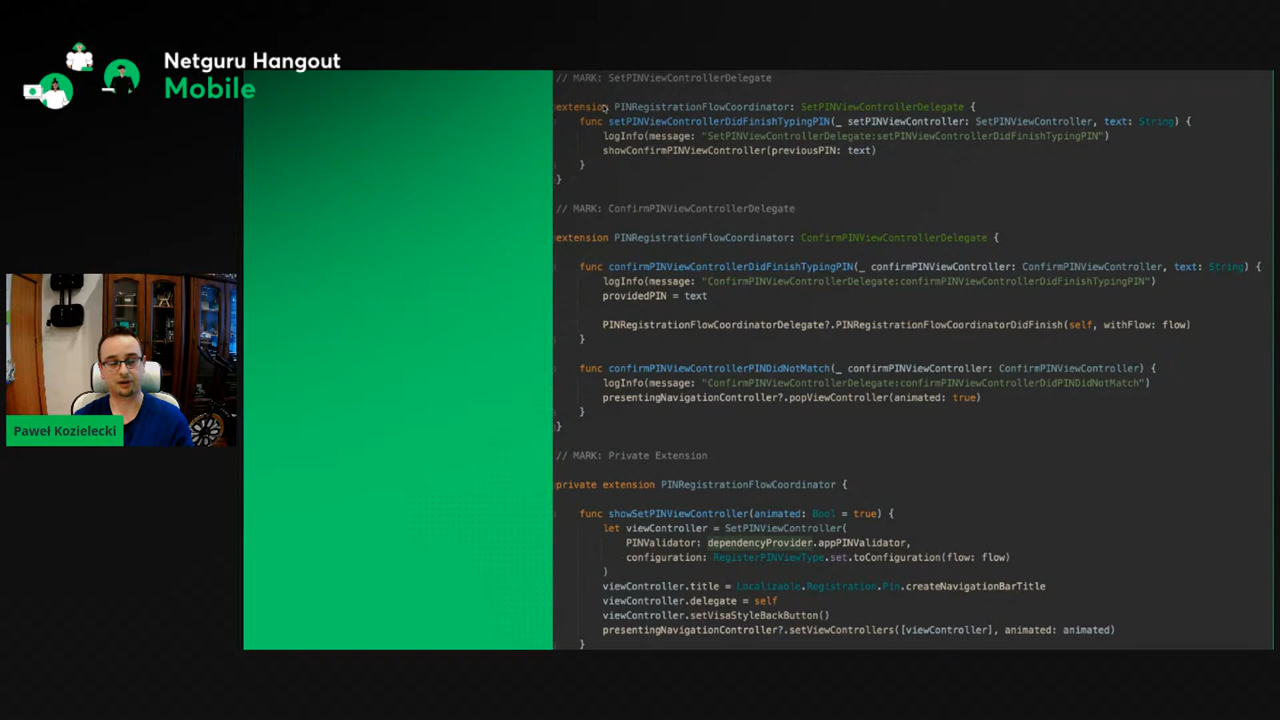 Netguru Hangout
Mobile
Paweł Kozielecki
// MARK: SetPINViewControllerDelegate
extension PINRegistrationFlowCoordinator: SetPINViewControllerDelegate {
func setPINViewControllerDidFinishTypingPIN(_ setPINViewController: SetPINViewController, text: String) {
logInfo(message: "SetPINViewControllerDelegate:setPINViewControllerDidFinishTypingPIN")
showConfirmPINViewController(previousPIN: text)
}
}
// MARK: ConfirmPINViewControllerDelegate
extension PINRegistrationFlowCoordinator: ConfirmPINViewControllerDelegate {
func confirmPINViewControllerDidFinishTypingPIN(_ confirmPINViewController: ConfirmPINViewController, text: String) {
logInfo(message: "ConfirmPINViewControllerDelegate:confirmPINViewControllerDidFinishTypingPIN")
providedPIN = text
PINRegistrationFlowCoordinatorDelegate?.PINRegistrationFlowCoordinatorDidFinish(self, withFlow: flow)
}
func confirmPINViewControllerPINDidNotMatch(_ confirmPINViewController: ConfirmPINViewController) {
logInfo(message: "ConfirmPINViewControllerDelegate:confirmPINViewControllerDidPINDidNotMatch")
presentingNavigationController?.popViewController(animated: true)
}
}
// MARK: Private Extension
private extension PINRegistrationFlowCoordinator {
func showSetPINViewController(animated: Bool = true) {
let viewController = SetPINViewController(
PINValidator: dependencyProvider.appPINValidator,
configuration: RegisterPINViewType.set.toConfiguration(flow: flow)
)
viewController.title = Localizable.Registration.Pin.createNavigationBarTitle
viewController.delegate = self
viewController.setVisaStyleBackButton()
presentingNavigationController?.setViewControllers([viewController], animated: animated)
}